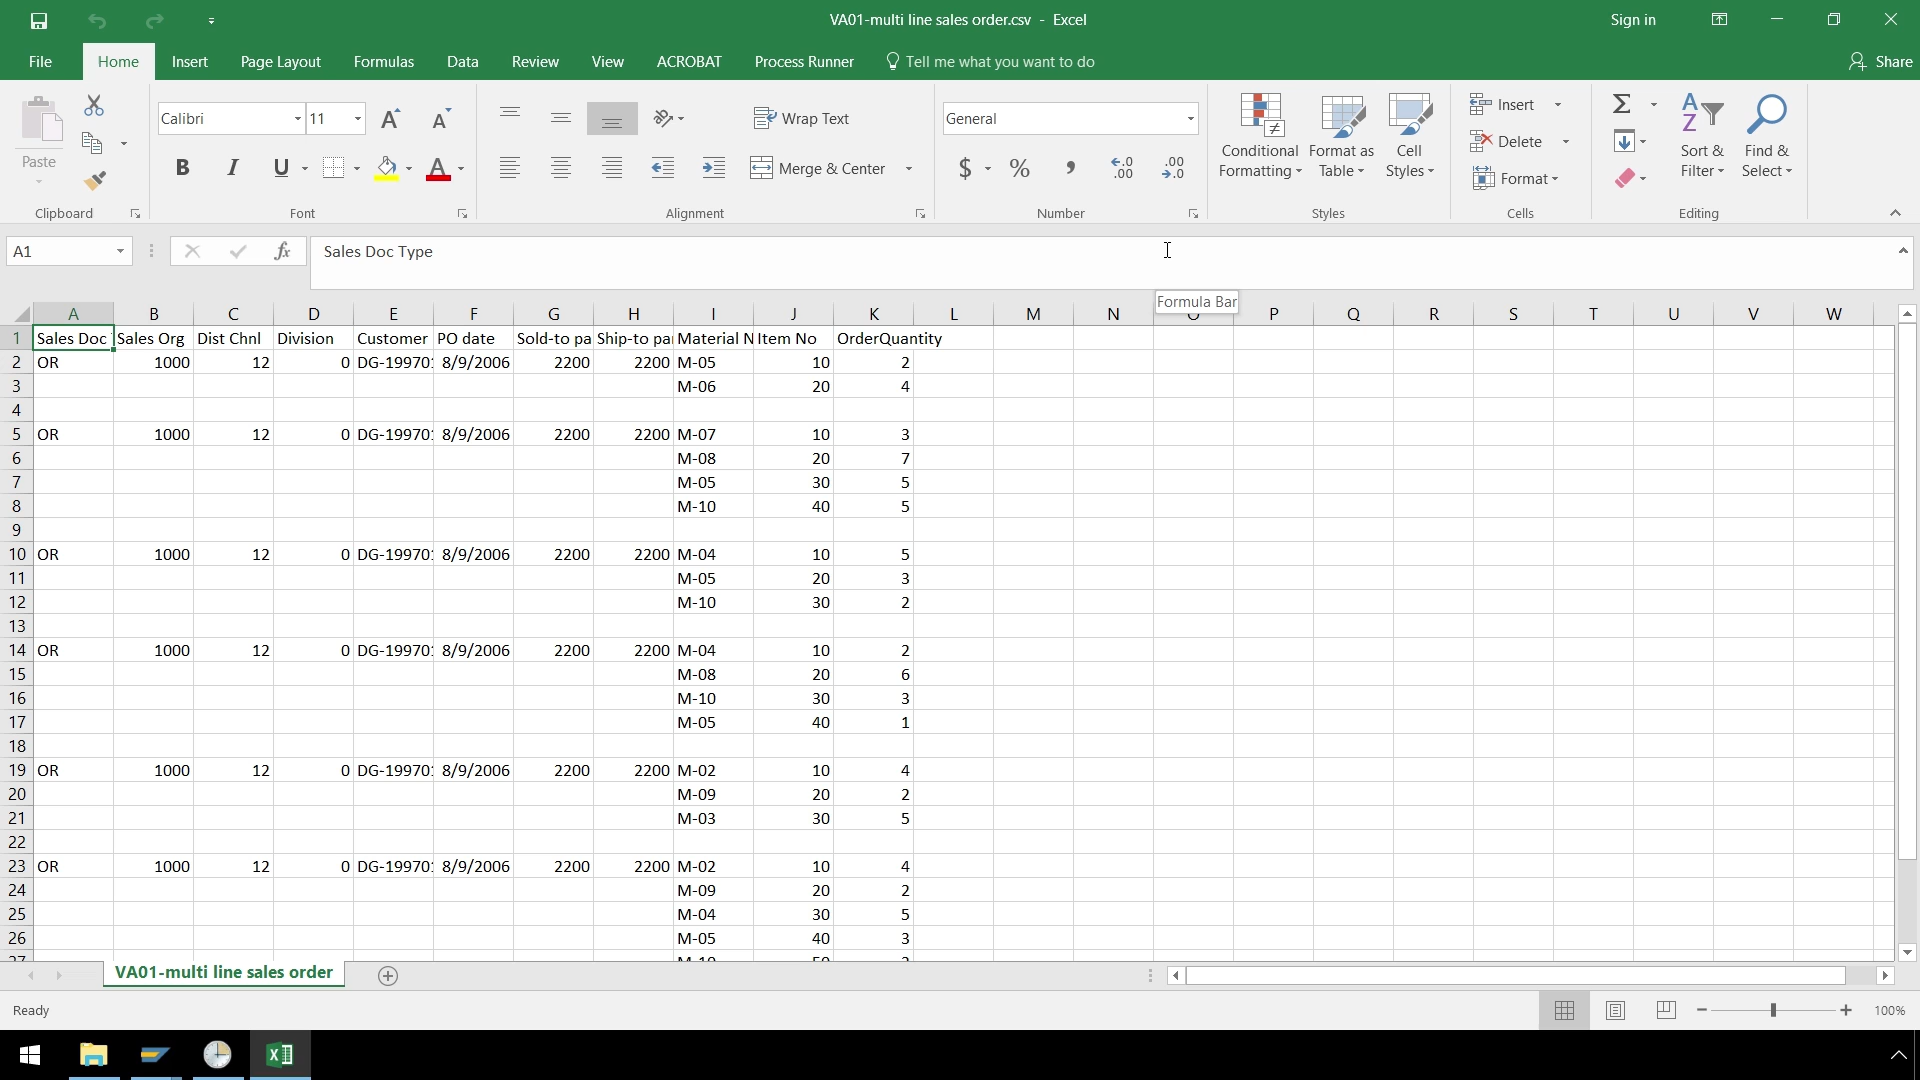 VA01-multi line sales order.csv - Excel
Sign in
File Home Insert Page Layout Formulas Data Review View ACROBAT Process Runner Tell me what you want to do Share
Paste
Clipboard
Calibri 11
B I U A
Font
Wrap Text
Merge & Center
Alignment
General
$ % , .0 .00 .00 .0
Number
Conditional Formatting
Format as Table
Cell Styles
Styles
Insert
Delete
Format
Cells
Sort & Filter
Find & Select
Editing
A1 fx Sales Doc Type
Formula Bar
A B C D E F G H I J K L M N O P Q R S T U V W
1 Sales Doc Sales Org Dist Chnl Division Customer PO date Sold-to pa Ship-to pa Material N Item No OrderQuantity
2 OR 1000 12 0 DG-19970 8/9/2006 2200 2200 M-05 10 2
3 M-06 20 4
4
5 OR 1000 12 0 DG-19970 8/9/2006 2200 2200 M-07 10 3
6 M-08 20 7
7 M-05 30 5
8 M-10 40 5
9
10 OR 1000 12 0 DG-19970 8/9/2006 2200 2200 M-04 10 5
11 M-05 20 3
12 M-10 30 2
13
14 OR 1000 12 0 DG-19970 8/9/2006 2200 2200 M-04 10 2
15 M-08 20 6
16 M-10 30 3
17 M-05 40 1
18
19 OR 1000 12 0 DG-19970 8/9/2006 2200 2200 M-02 10 4
20 M-09 20 2
21 M-03 30 5
22
23 OR 1000 12 0 DG-19970 8/9/2006 2200 2200 M-02 10 4
24 M-09 20 2
25 M-04 30 5
26 M-05 40 3
VA01-multi line sales order
Ready
100%